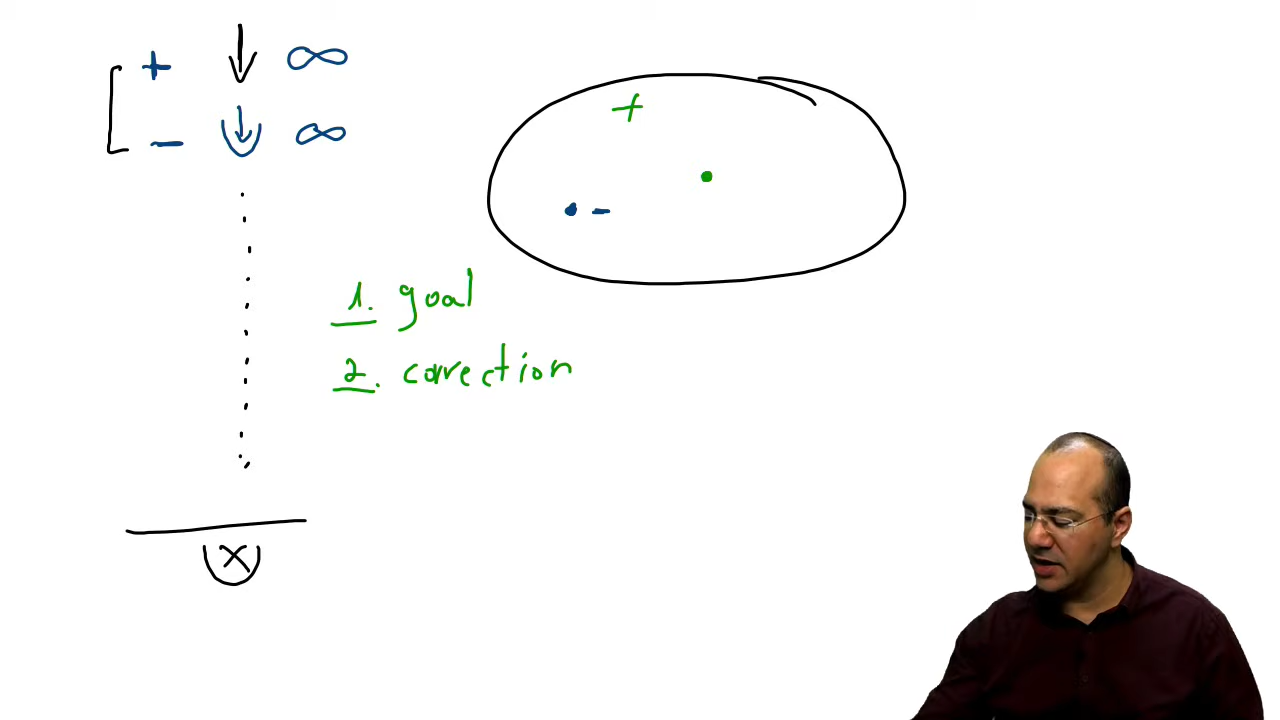 + ↓ ∞
- ↓ ∞
+
• -
1. goal
2. correction
X